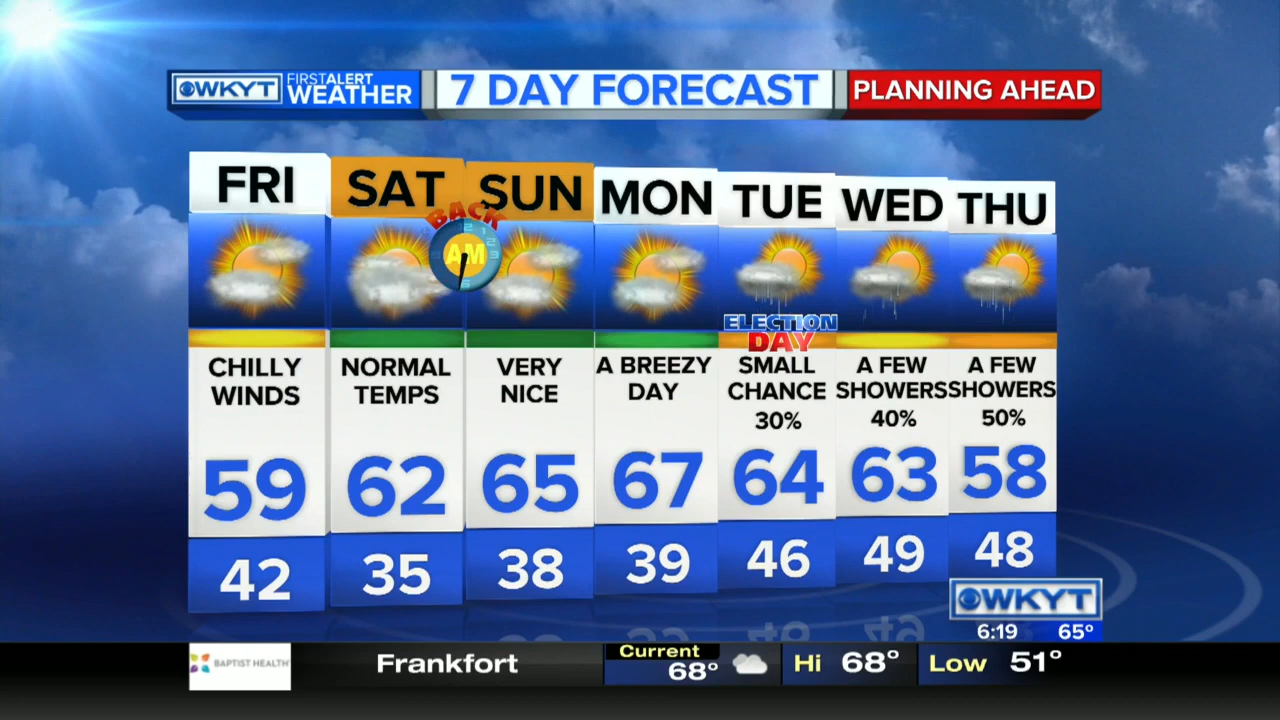 WKYT
FIRSTALERT
WEATHER
7 DAY FORECAST
PLANNING AHEAD
FRI
SAT
SUN
MON
TUE
WED
THU
BACK
AM
ELECTION
DAY
CHILLY
WINDS
NORMAL
TEMPS
VERY
NICE
A BREEZY
DAY
SMALL
CHANCE
30%
A FEW
SHOWERS
40%
A FEW
SHOWERS
50%
59
62
65
67
64
63
58
42
35
38
39
46
49
48
WKYT
6:19 65°
BAPTIST HEALTH
Frankfort
Current
68°
Hi 68°
Low 51°